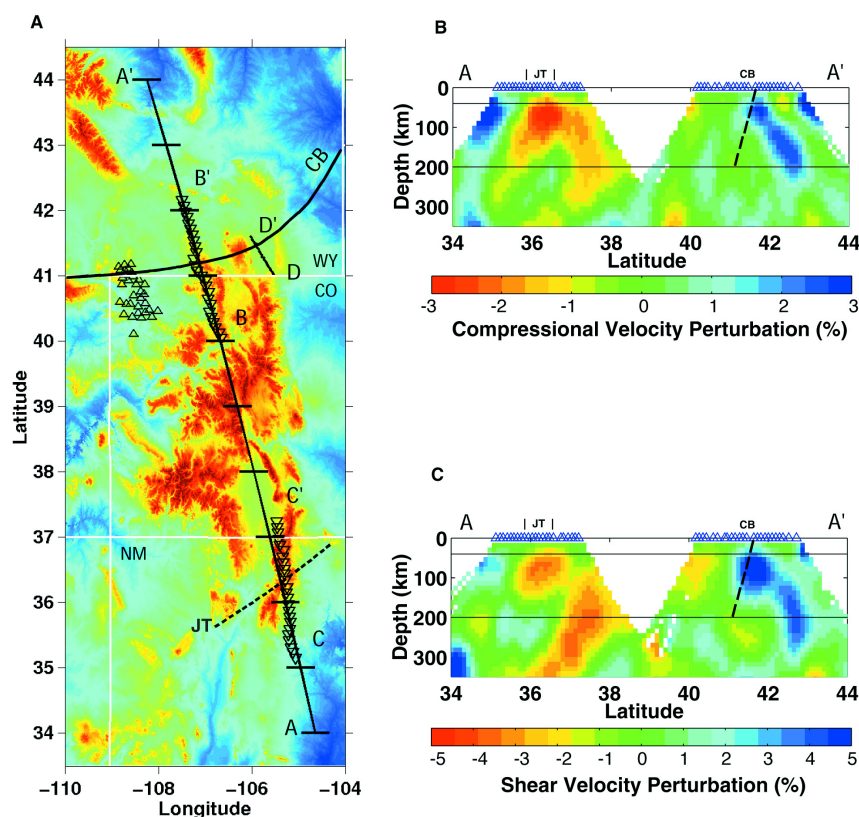 A
A'
B'
CB
D'
WY
D
CO
B
C'
NM
JT
C
A
44
43
42
41
40
39
38
37
36
35
34
Latitude
−110
−108
−106
−104
Longitude
B
A
JT
CB
A'
0
100
200
300
Depth (km)
34
36
38
40
42
44
Latitude
-3
-2
-1
0
1
2
3
Compressional Velocity Perturbation (%)
C
A
JT
CB
A'
0
100
200
300
Depth (km)
34
36
38
40
42
44
Latitude
-5
-4
-3
-2
-1
0
1
2
3
4
5
Shear Velocity Perturbation (%)